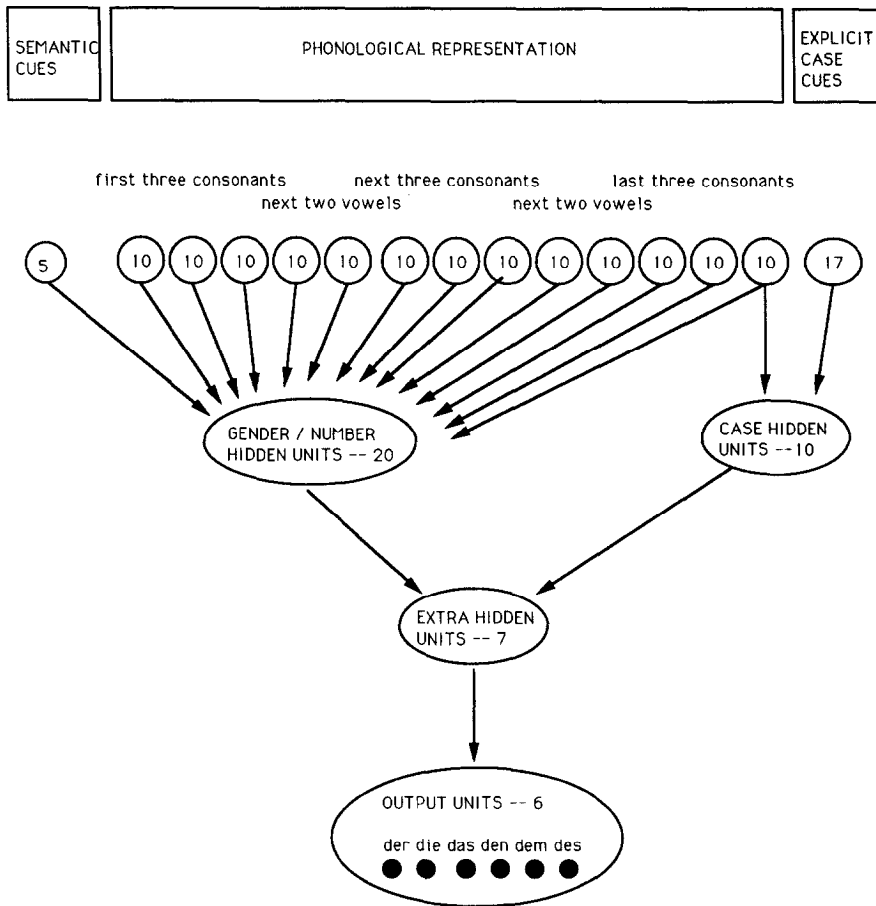 SEMANTIC CUES
PHONOLOGICAL REPRESENTATION
EXPLICIT CASE CUES
first three consonants next three consonants last three consonants
next two vowels next two vowels
5 10 10 10 10 10 10 10 10 10 10 10 10 10 17
GENDER / NUMBER
HIDDEN UNITS -- 20
CASE HIDDEN
UNITS -- 10
EXTRA HIDDEN
UNITS -- 7
OUTPUT UNITS -- 6
der die das den dem des